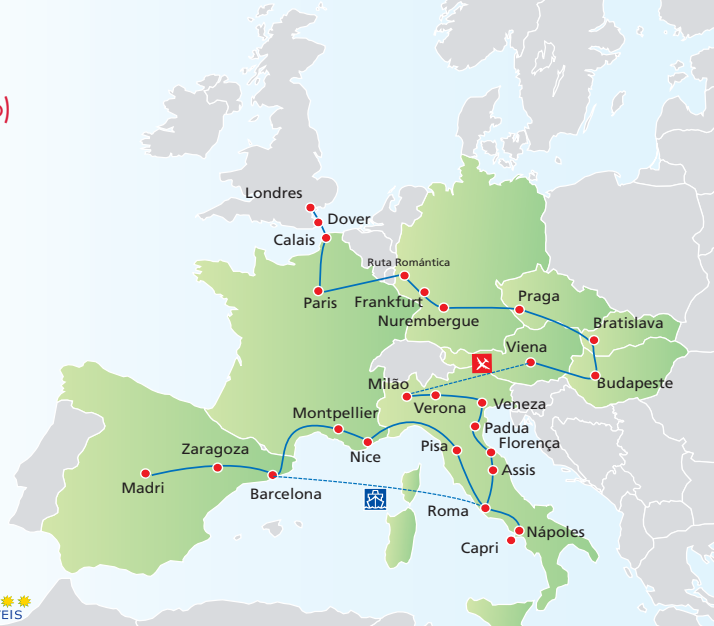 )
Londres
Dover
Calais
Ruta Romántica
Paris
Frankfurt
Nurembergue
Praga
Bratislava
Viena
Budapeste
Milão
Verona
Veneza
Padua
Florença
Montpellier
Nice
Pisa
Assis
Zaragoza
Madri
Barcelona
Roma
Nápoles
Capri
EIS